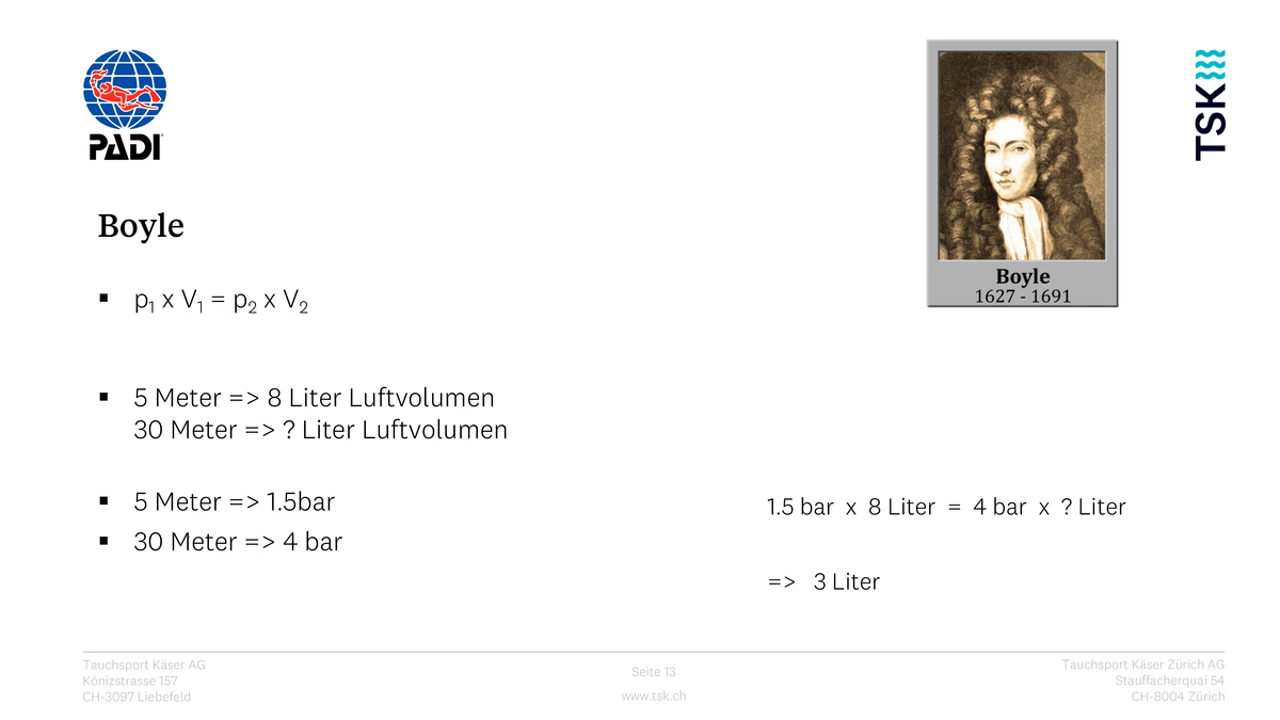 PADI
TSK
Boyle
1627 - 1691
Boyle
▪ p₁ x V₁ = p₂ x V₂
▪ 5 Meter => 8 Liter Luftvolumen
30 Meter => ? Liter Luftvolumen
▪ 5 Meter => 1.5bar
▪ 30 Meter => 4 bar
1.5 bar x 8 Liter = 4 bar x ? Liter
=> 3 Liter
Tauchsport Käser AG
Könizstrasse 157
CH-3097 Liebefeld
Seite 13
www.tsk.ch
Tauchsport Käser Zürich AG
Stauffacherquai 54
CH-8004 Zürich